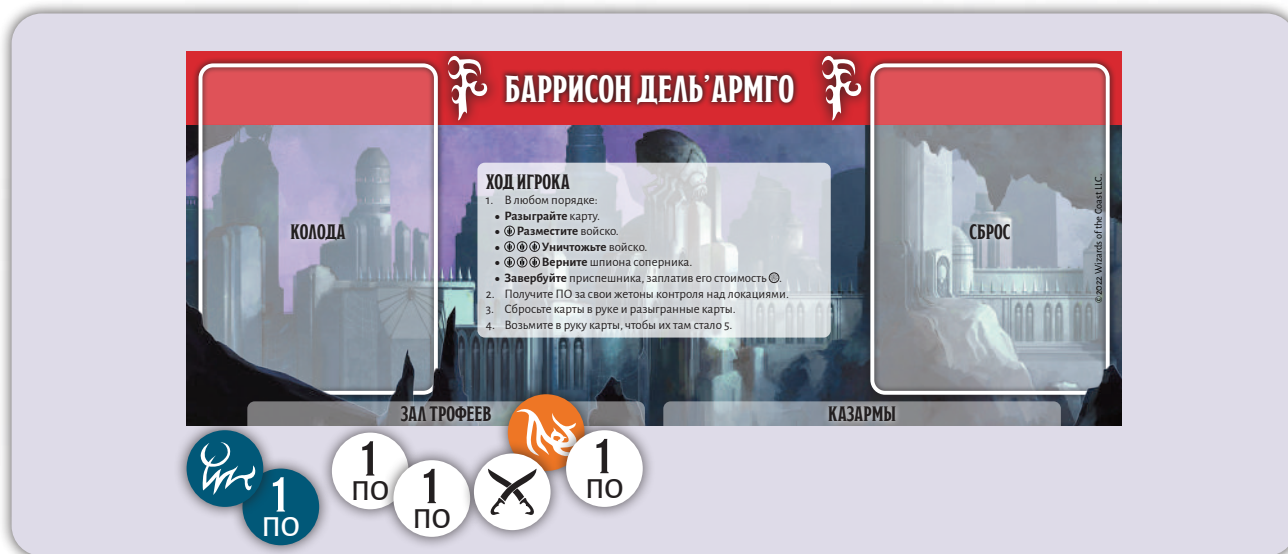 БАРРИСОН ДЕЛЬ’АРМГО
ХОД ИГРОКА
1. В любом порядке:
• Разыграйте карту.
• Разместите войско.
• Уничтожьте войско.
• Верните шпиона соперника.
• Завербуйте приспешника, заплатив его стоимость.
2. Получите ПО за свои жетоны контроля над локациями.
3. Сбросьте карты в руке и разыгранные карты.
4. Возьмите в руку карты, чтобы их там стало 5.
КОЛОДА
СБРОС
©2022 Wizards of the Coast LLC.
ЗАЛ ТРОФЕЕВ
КАЗАРМЫ
1
ПО
1
ПО
1
ПО
1
ПО